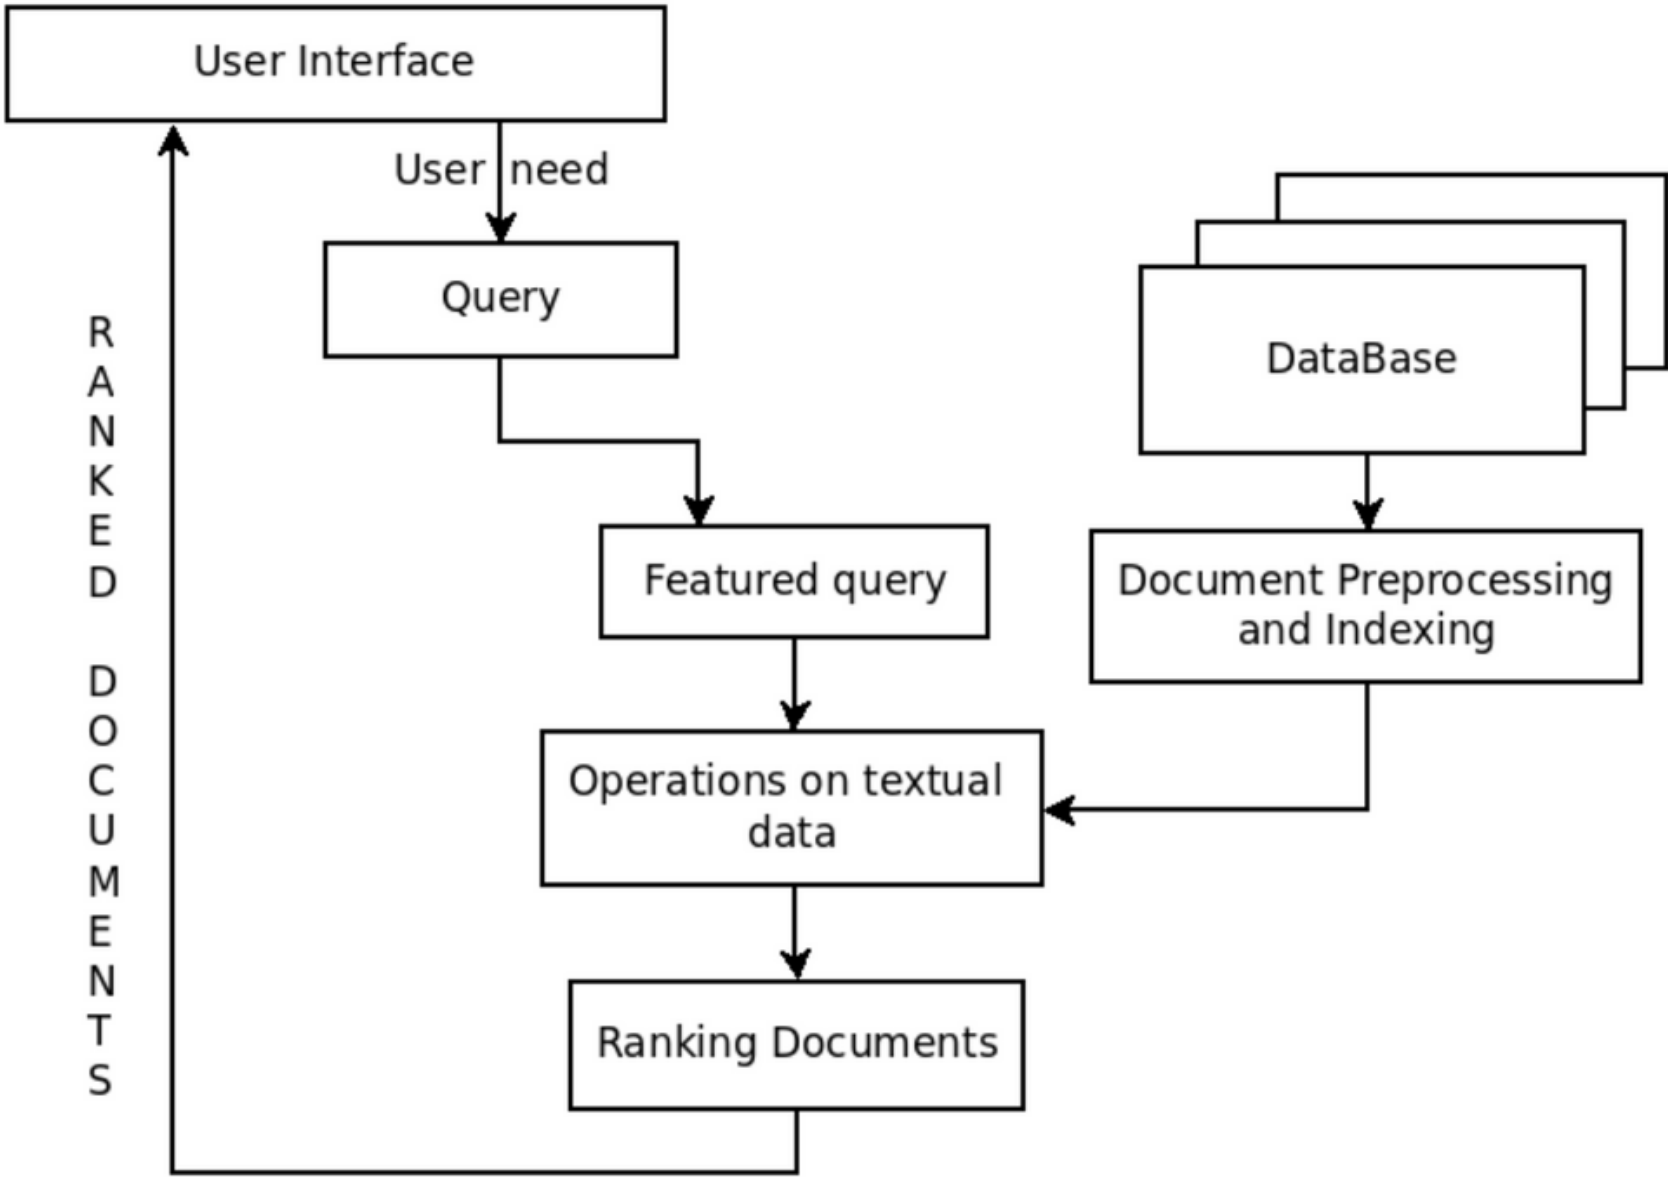 User Interface
User need
Query
DataBase
Featured query
Document Preprocessing
and Indexing
Operations on textual
data
Ranking Documents
RANKED DOCUMENTS